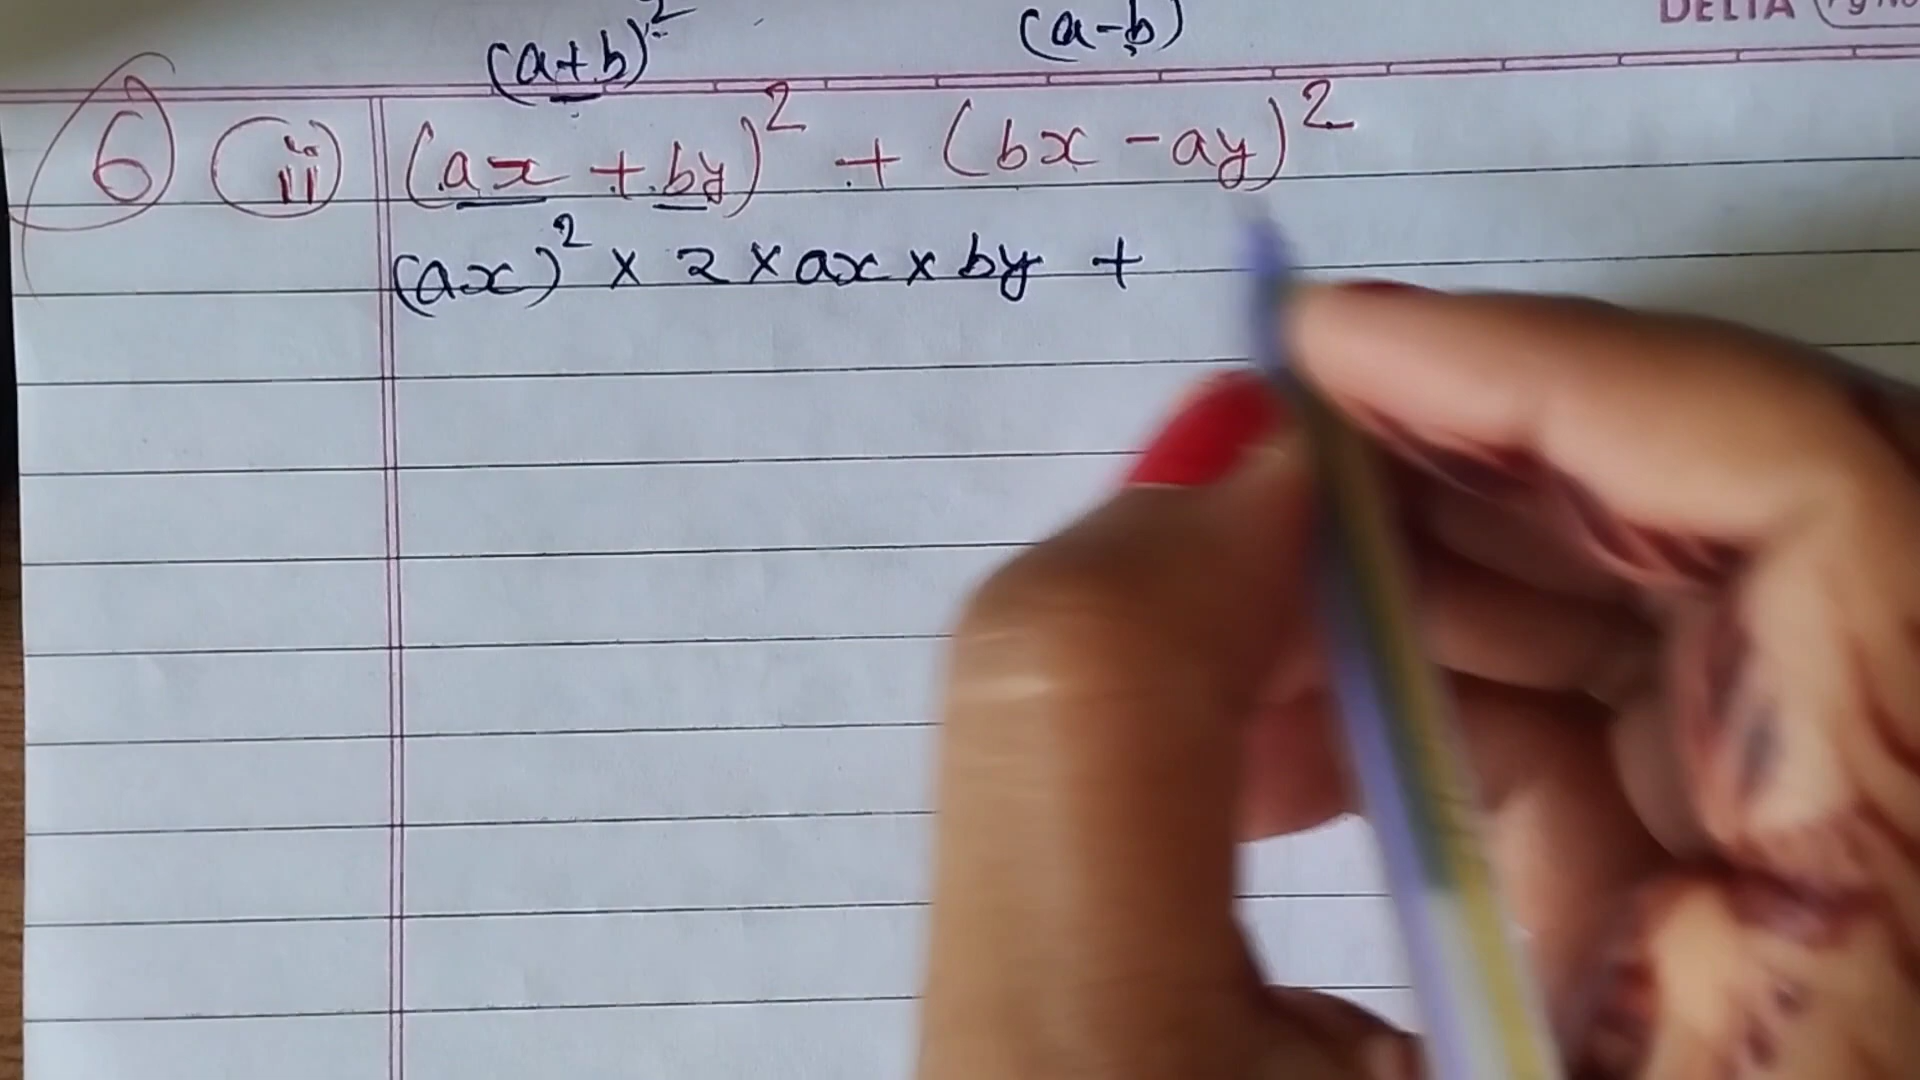 DELTA
(a+b)² (a-b)
6 (ii) (ax + by)² + (bx - ay)²
(ax)² × 2 × ax × by +